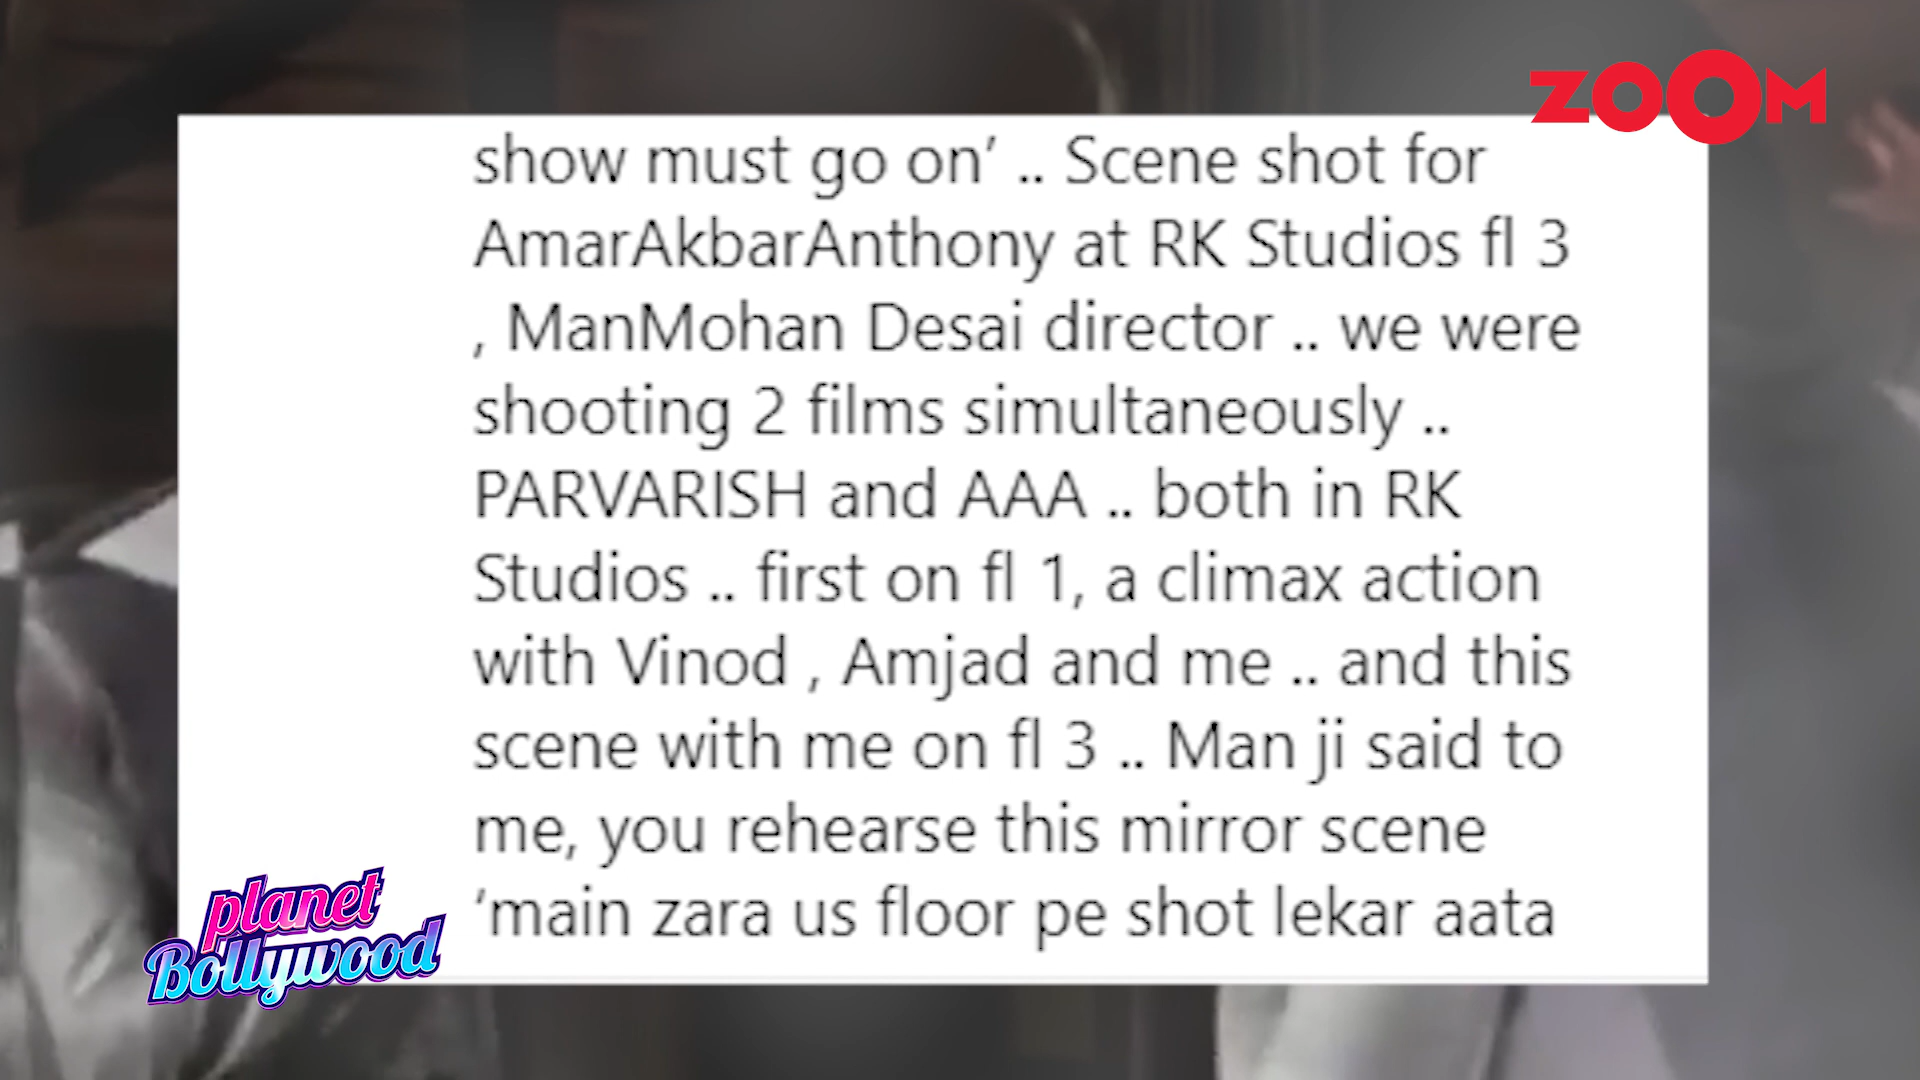 ZOOM
show must go on’ .. Scene shot for
AmarAkbarAnthony at RK Studios fl 3
, ManMohan Desai director .. we were
shooting 2 films simultaneously ..
PARVARISH and AAA .. both in RK
Studios .. first on fl 1, a climax action
with Vinod , Amjad and me .. and this
scene with me on fl 3 .. Man ji said to
me, you rehearse this mirror scene
‘main zara us floor pe shot lekar aata
planet
Bollywood